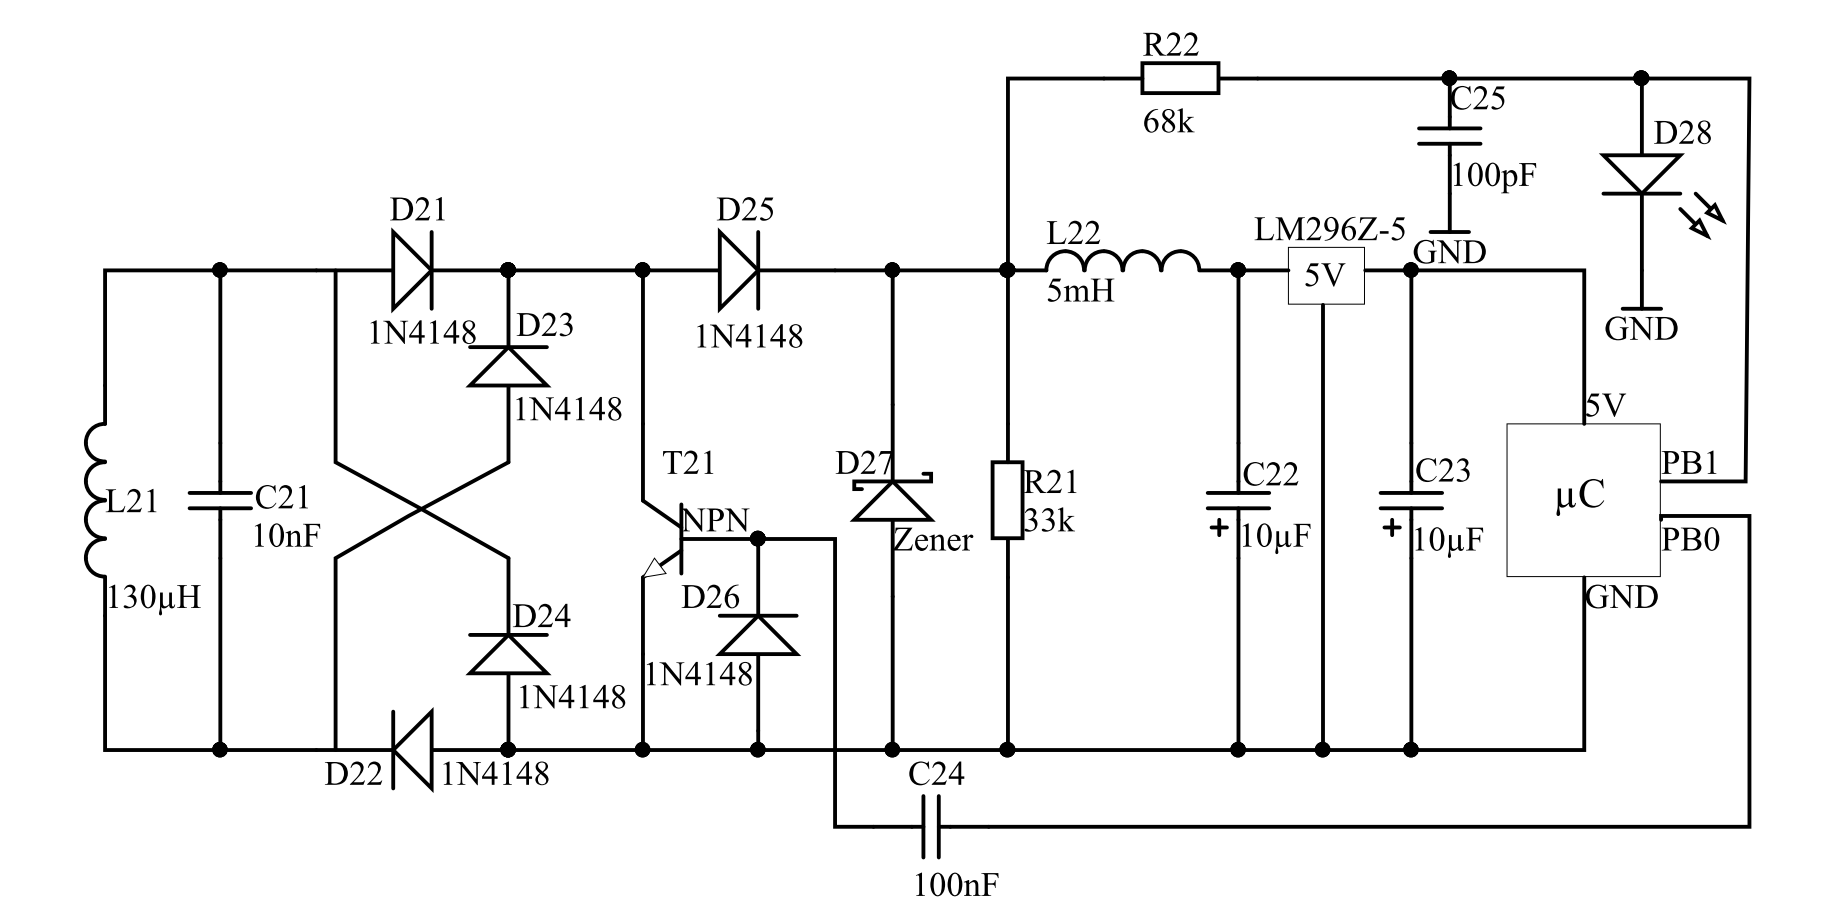 R22
68k
C25
100pF
GND
D28
GND
D21
1N4148
D25
1N4148
L22
5mH
LM296Z-5
5V
D23
1N4148
5V
T21
NPN
D27
Zener
R21
33k
C22
+
10µF
C23
+
10µF
µC
PB1
PB0
GND
L21
130µH
C21
10nF
D26
1N4148
D24
1N4148
D22
1N4148
C24
100nF